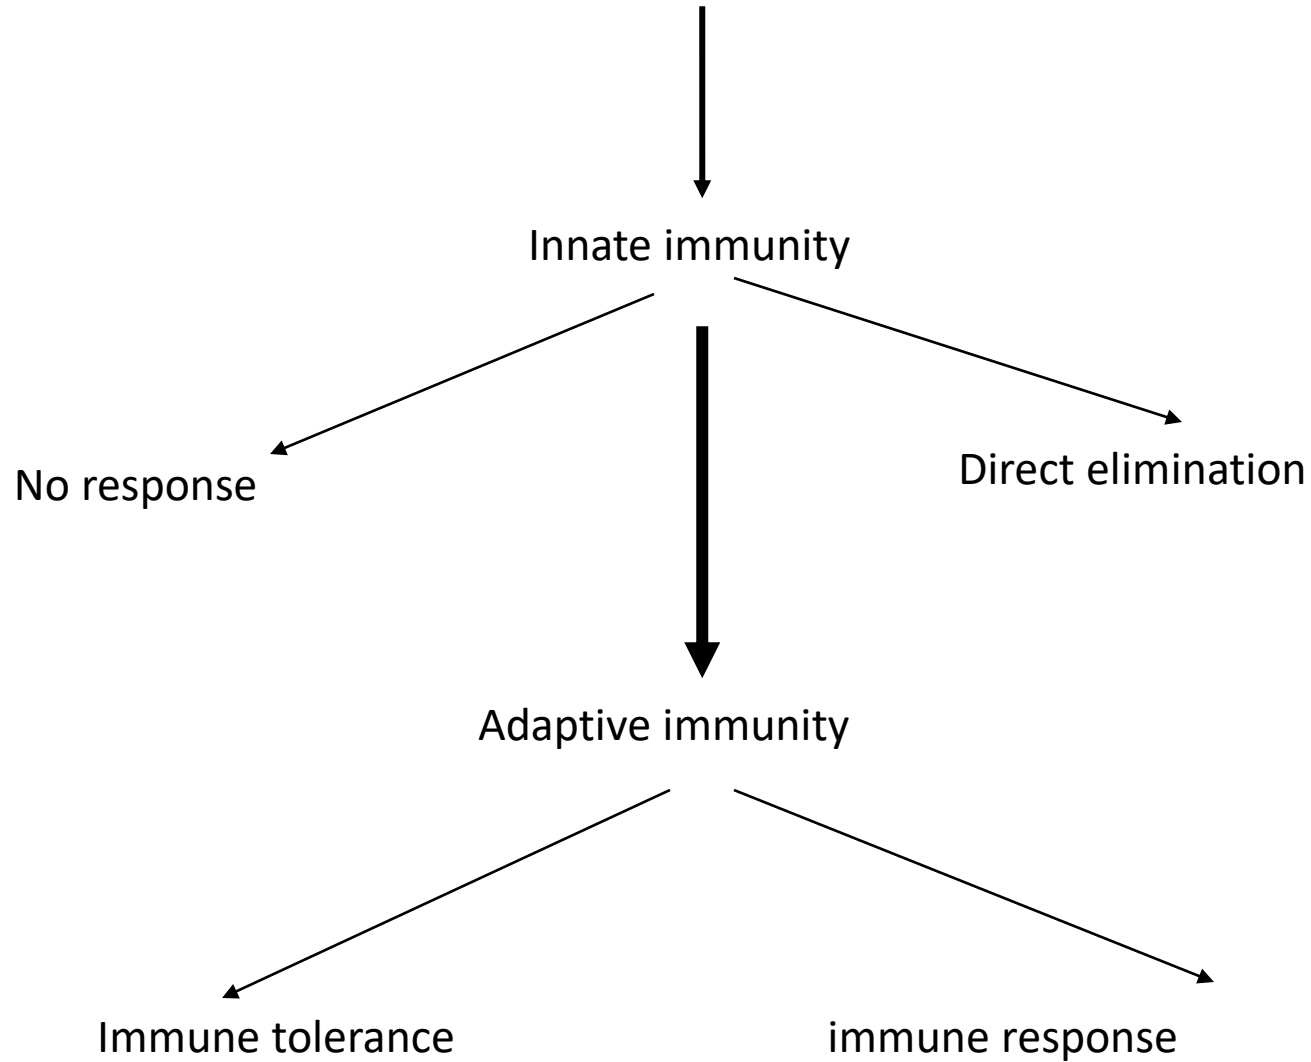 Innate immunity
No response
Direct elimination
Adaptive immunity
Immune tolerance
immune response